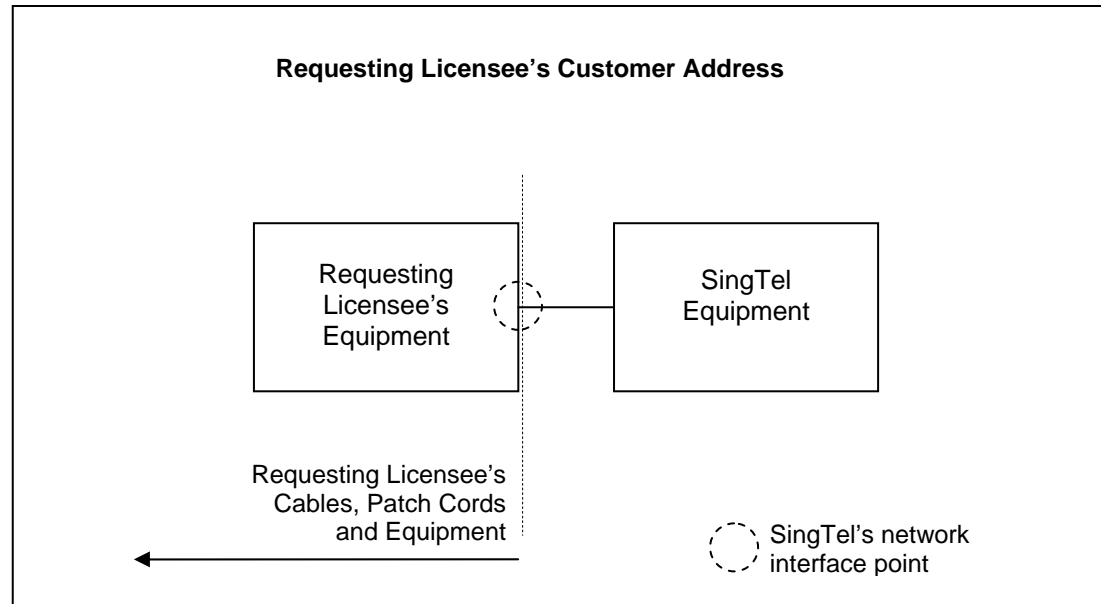 Requesting Licensee’s Customer Address
Requesting
Licensee’s
Equipment
SingTel
Equipment
Requesting Licensee’s
Cables, Patch Cords
and Equipment
SingTel’s network
interface point